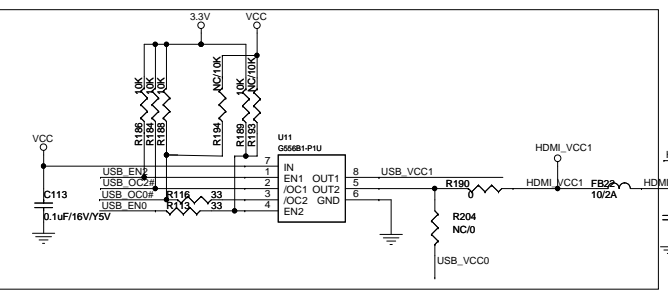 3.3V
VCC
R186 10K
R184 10K
R188 10K
R194 NC/10K
R189 10K
R193 NC/10K
U11
G556B1-P1U
VCC
HDMI_VCC1
7 IN
USB_EN2 1 EN1 OUT1 8 USB_VCC1
USB_OC2# 2 /OC1 OUT2 5 R190 0 HDMI_VCC1 FB22 10/2A HDMI
USB_OC0# R116 33 3 /OC2 GND 6
USB_EN0 R113 33 4 EN2
C113
0.1uF/16V/Y5V
R204
NC/0
USB_VCC0